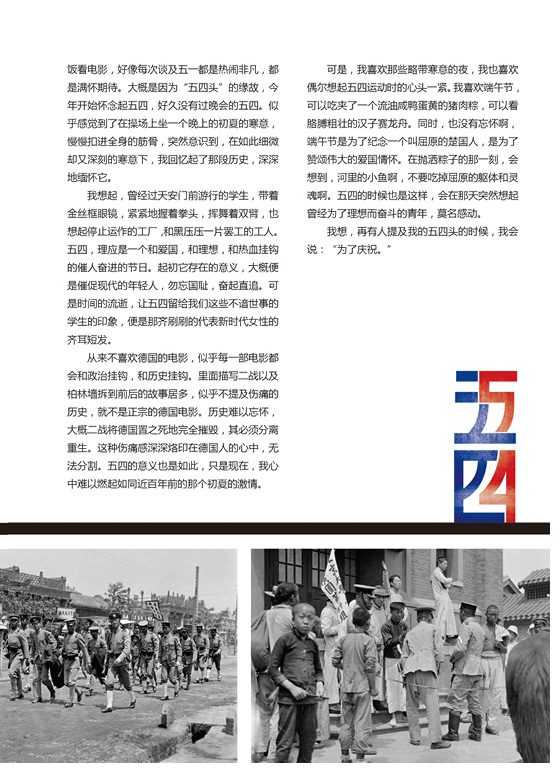 饭看电影，好像每次谈及五一都是热闹非凡，都
是满怀期待。大概是因为“五四头”的缘故，今
年开始怀念起五四，好久没有过晚会的五四。似
乎感觉到了在操场上坐一个晚上的初夏的寒意，
慢慢扣进全身的筋骨，突然意识到，在如此细微
却又深刻的寒意下，我回忆起了那段历史，深深
地缅怀它。
我想起，曾经过天安门前游行的学生，带着
金丝框眼镜，紧紧地握着拳头，挥舞着双臂，也
想起停止运作的工厂,和黑压压一片罢工的工人。
五四，理应是一个和爱国，和理想，和热血挂钩
的催人奋进的节日。起初它存在的意义，大概便
是催促现代的年轻人，勿忘国耻，奋起直追。可
是时间的流逝，让五四留给我们这些不谙世事的
学生的印象，便是那齐刷刷的代表新时代女性的
齐耳短发。
从来不喜欢德国的电影，似乎每一部电影都
会和政治挂钩，和历史挂钩。里面描写二战以及
柏林墙拆到前后的故事居多，似乎不提及伤痛的
历史，就不是正宗的德国电影。历史难以忘怀，
大概二战将德国置之死地完全摧毁，其必须分离
重生。这种伤痛感深深烙印在德国人的心中，无
法分割。五四的意义也是如此，只是现在，我心
中难以燃起如同近百年前的那个初夏的激情。
可是，我喜欢那些略带寒意的夜，我也喜欢
偶尔想起五四运动时的心头一紧。我喜欢端午节，
可以吃夹了一个流油咸鸭蛋黄的猪肉粽，可以看
胳膊粗壮的汉子赛龙舟。同时，也没有忘怀啊，
端午节是为了纪念一个叫屈原的楚国人，是为了
赞颂伟大的爱国情怀。在抛洒粽子的那一刻，会
想到，河里的小鱼啊，不要吃掉屈原的躯体和灵
魂啊。五四的时候也是这样，会在那天突然想起
曾经为了理想而奋斗的青年，莫名感动。
我想，再有人提及我的五四头的时候，我会
说：“为了庆祝。”
五
四